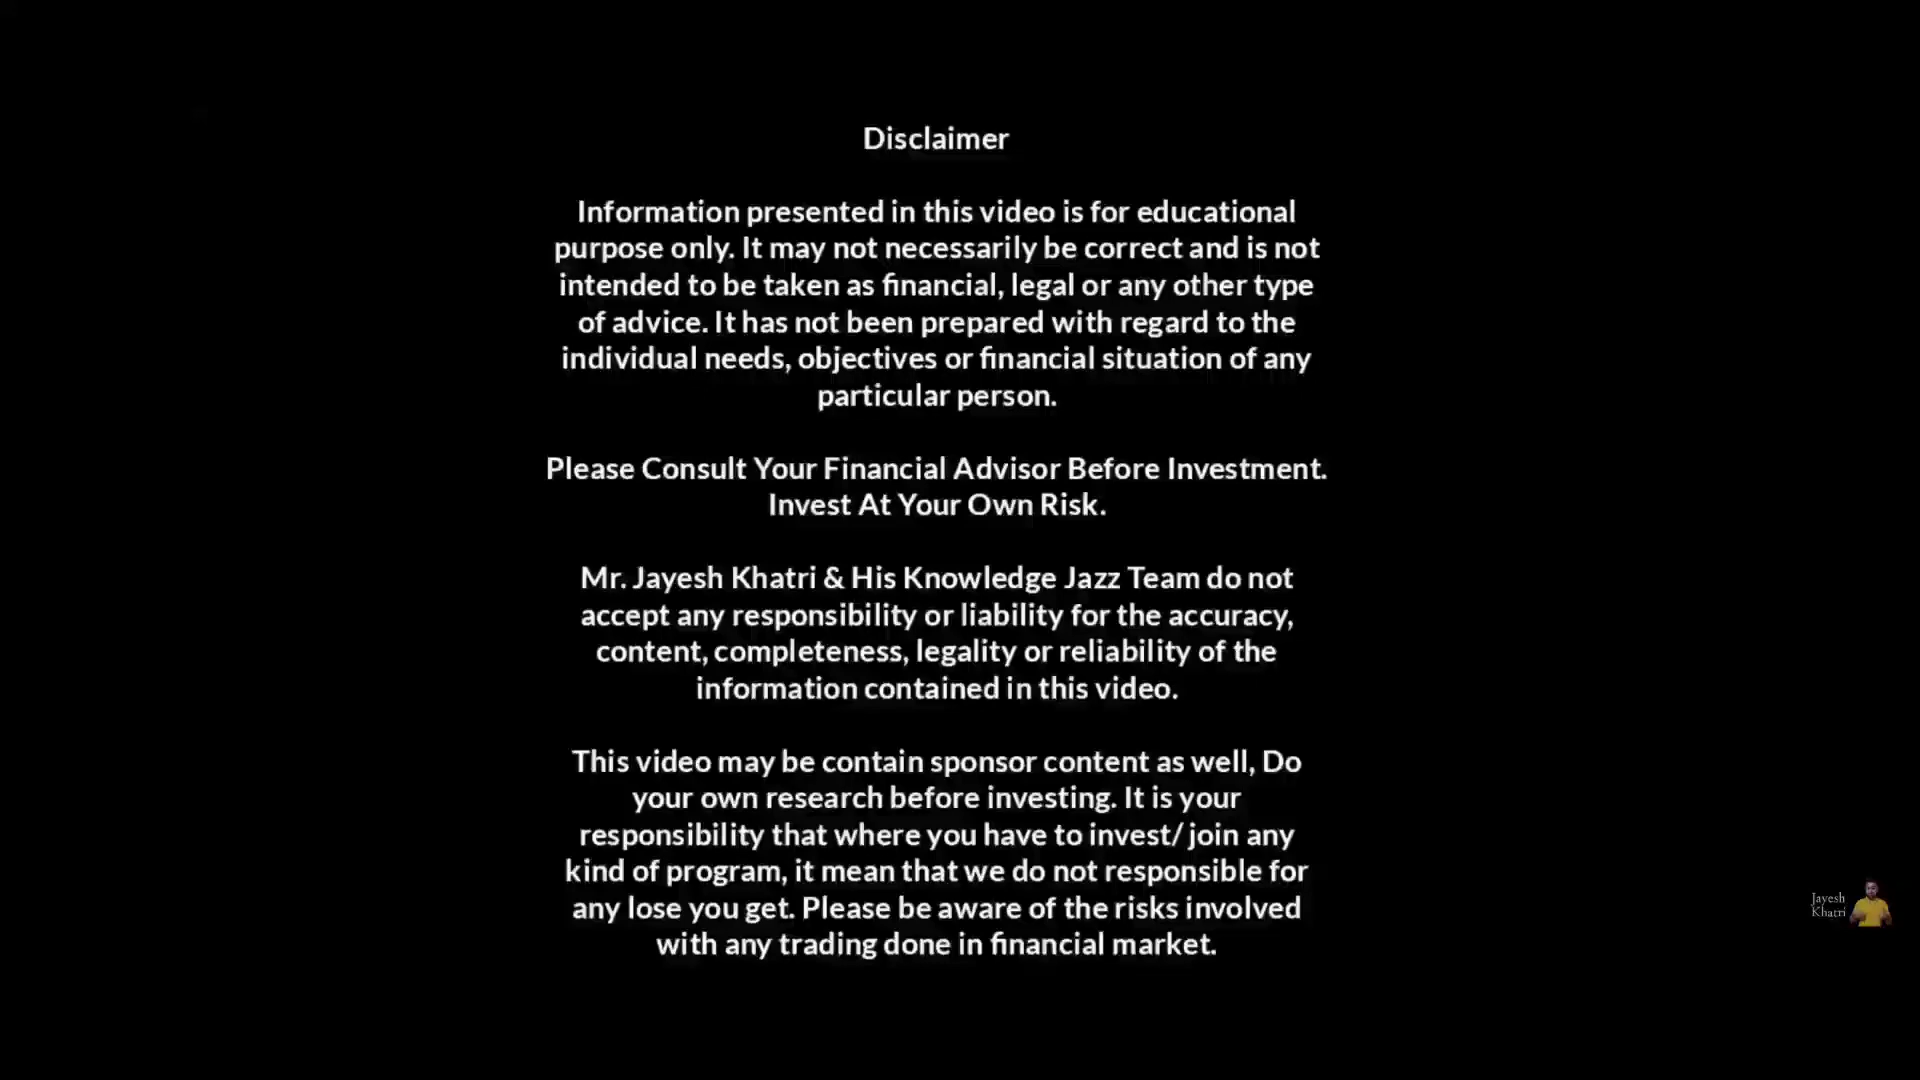 Disclaimer
Information presented in this video is for educational
purpose only. It may not necessarily be correct and is not
intended to be taken as financial, legal or any other type
of advice. It has not been prepared with regard to the
individual needs, objectives or financial situation of any
particular person.
Please Consult Your Financial Advisor Before Investment.
Invest At Your Own Risk.
Mr. Jayesh Khatri & His Knowledge Jazz Team do not
accept any responsibility or liability for the accuracy,
content, completeness, legality or reliability of the
information contained in this video.
This video may be contain sponsor content as well, Do
your own research before investing. It is your
responsibility that where you have to invest/ join any
kind of program, it mean that we do not responsible for
any lose you get. Please be aware of the risks involved
with any trading done in financial market.
Jayesh
Khatri